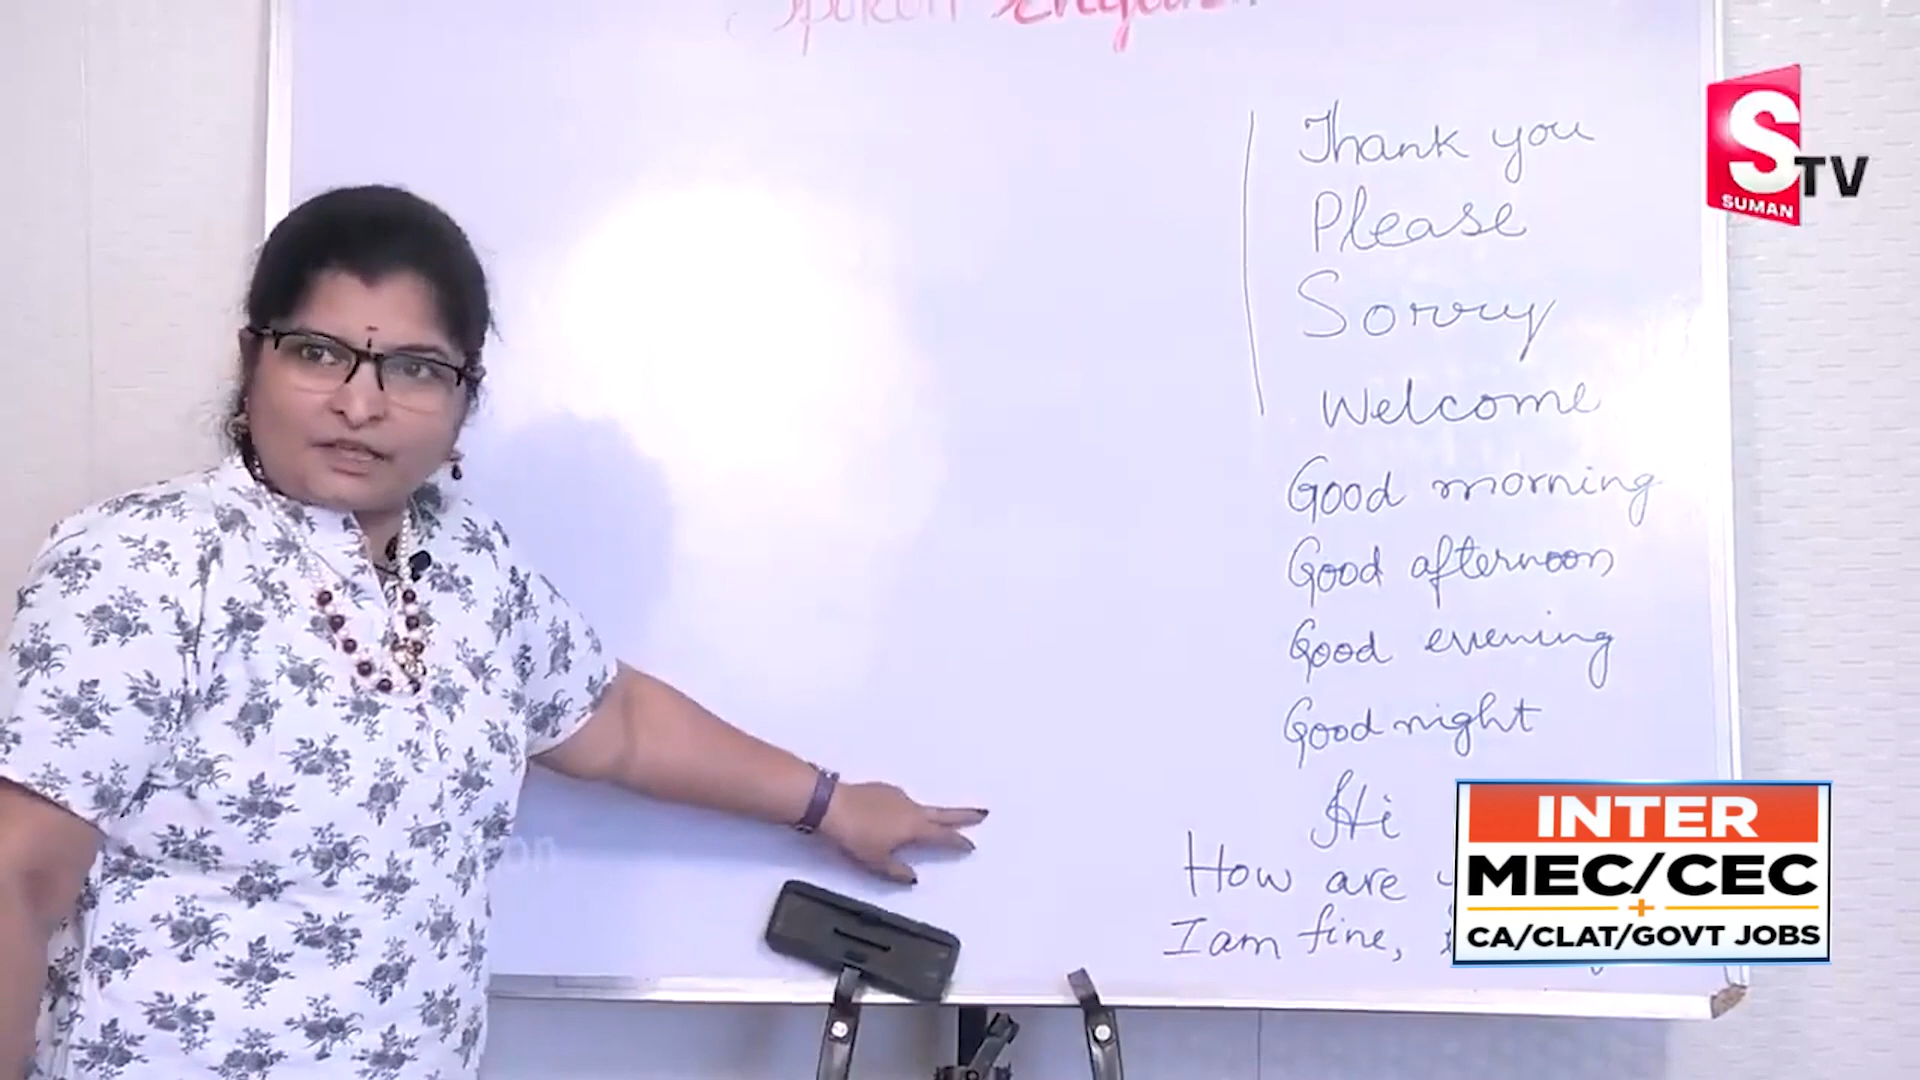 Spoken English
Thank you
Please
Sorry
Welcome
Good morning
Good afternoon
Good evening
Good night
Hi
How are
I am fine,
S TV
SUMAN
INTER
MEC/CEC
+
CA/CLAT/GOVT JOBS